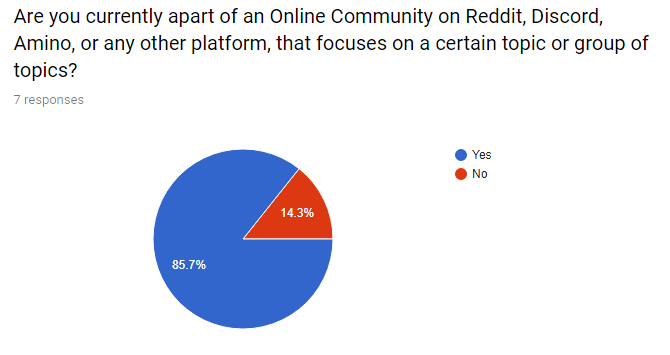 Are you currently apart of an Online Community on Reddit, Discord,
Amino, or any other platform, that focuses on a certain topic or group of
topics?
7 responses
Yes
No
14.3%
85.7%